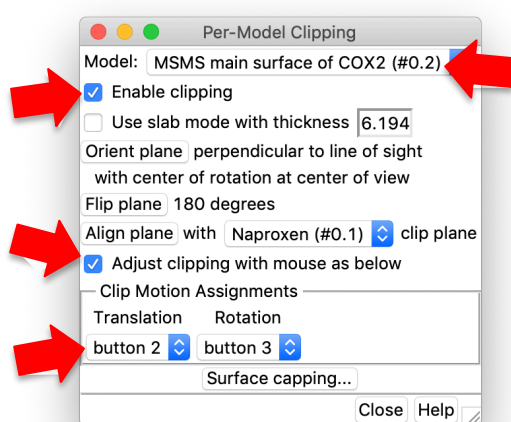 Per-Model Clipping
Model: MSMS main surface of COX2 (#0.2)
Enable clipping
Use slab mode with thickness 6.194
Orient plane perpendicular to line of sight
with center of rotation at center of view
Flip plane 180 degrees
Align plane with Naproxen (#0.1) clip plane
Adjust clipping with mouse as below
Clip Motion Assignments
Translation Rotation
button 2 button 3
Surface capping...
Close Help